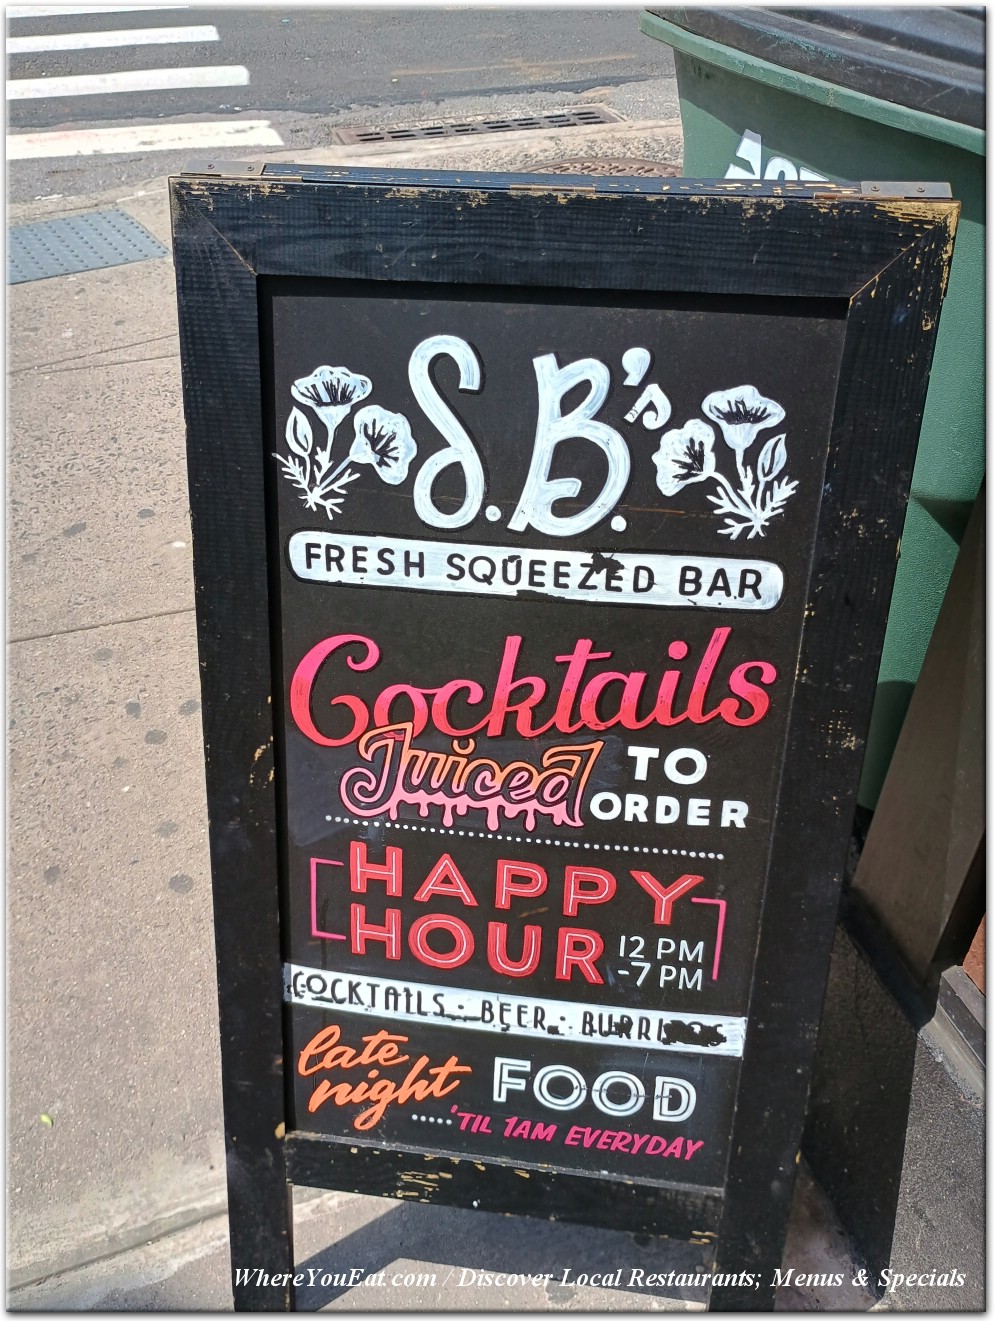 S.B.'s
FRESH SQUEEZED BAR
Cocktails
Juiced TO
ORDER
HAPPY
HOUR 12 PM
-7 PM
COCKTAILS · BEER ·
late
night FOOD
'TIL 1AM EVERYDAY
WhereYouEat.com / Discover Local Restaurants; Menus & Specials